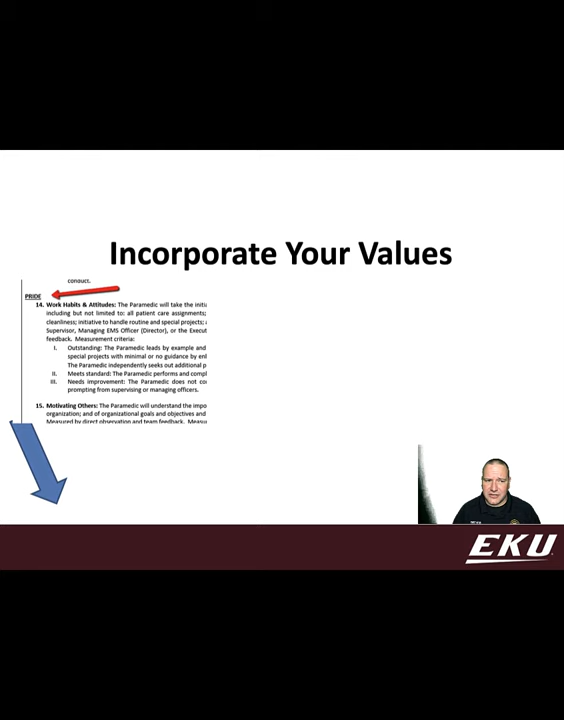 Incorporate Your Values
conduct.
PRIDE
14. Work Habits & Attitudes: The Paramedic will take the initia
including but not limited to: all patient care assignments;
cleanliness; initiative to handle routine and special projects;
Supervisor, Managing EMS Officer (Director), or the Execut
feedback. Measurement criteria:
I. Outstanding: The Paramedic leads by example and
special projects with minimal or no guidance by enl
The Paramedic independently seeks out additional p
II. Meets standard: The Paramedic performs and compl
III. Needs improvement: The Paramedic does not co
prompting from supervising or managing officers.
15. Motivating Others: The Paramedic will understand the impo
organization; and of organizational goals and objectives and
Measured by direct observation and team feedback. Measu
EKU